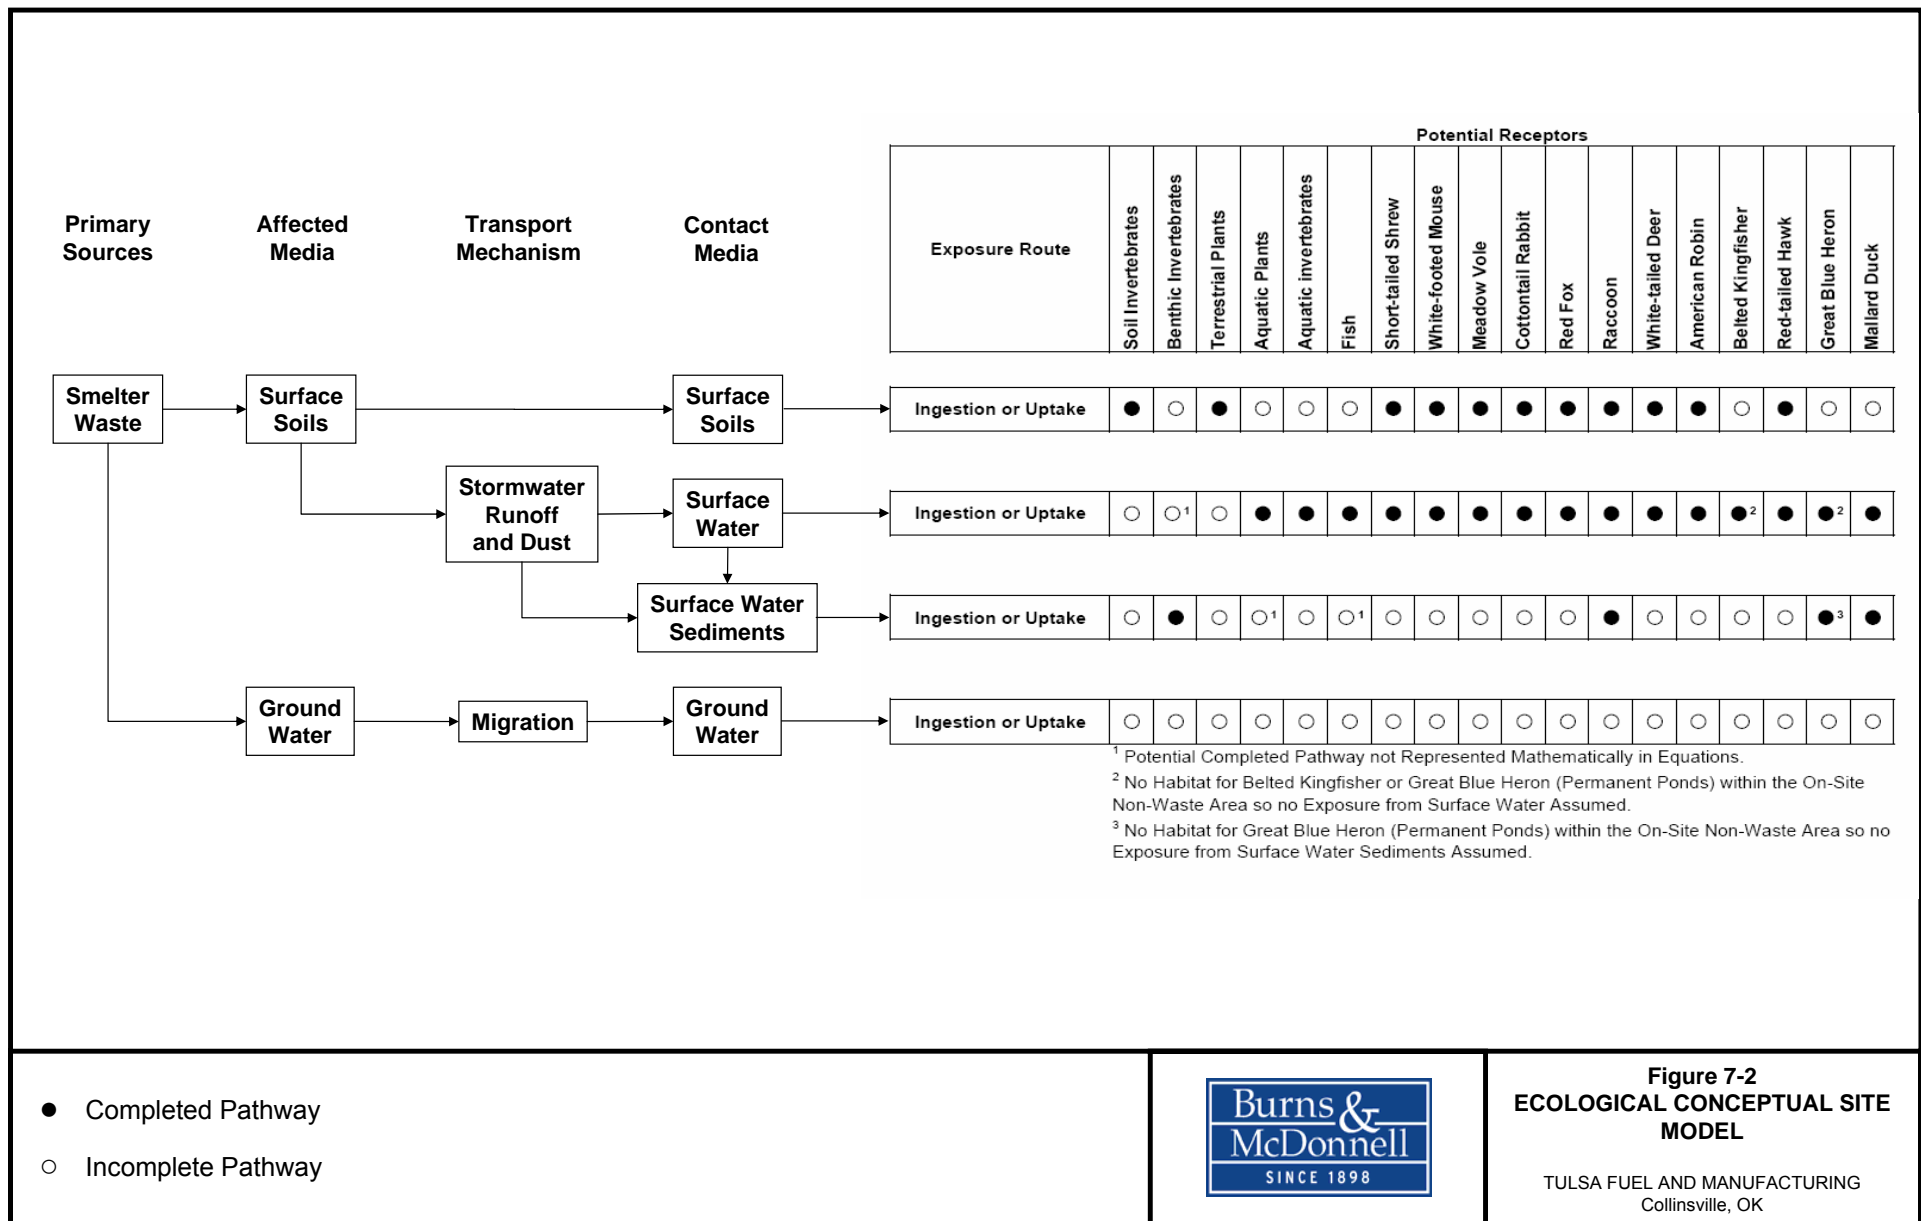 Potential Receptors
Primary
Sources
Affected
Media
Transport
Mechanism
Contact
Media
Exposure Route
Soil Invertebrates
Benthic Invertebrates
Terrestrial Plants
Aquatic Plants
Aquatic invertebrates
Fish
Short-tailed Shrew
White-footed Mouse
Meadow Vole
Cottontail Rabbit
Red Fox
Raccoon
White-tailed Deer
American Robin
Belted Kingfisher
Red-tailed Hawk
Great Blue Heron
Mallard Duck
Smelter
Waste
Surface
Soils
Surface
Soils
Ingestion or Uptake ● ○ ● ○ ○ ○ ● ● ● ● ● ● ● ● ○ ● ○ ○
Stormwater
Runoff
and Dust
Surface
Water
Ingestion or Uptake ○ ○¹ ○ ● ● ● ● ● ● ● ● ● ● ● ●² ● ●² ●
Surface Water
Sediments
Ingestion or Uptake ○ ● ○ ○¹ ○ ○¹ ○ ○ ○ ○ ○ ● ○ ○ ○ ○ ●³ ●
Ground
Water
Migration
Ground
Water
Ingestion or Uptake ○ ○ ○ ○ ○ ○ ○ ○ ○ ○ ○ ○ ○ ○ ○ ○ ○ ○
¹ Potential Completed Pathway not Represented Mathematically in Equations.
² No Habitat for Belted Kingfisher or Great Blue Heron (Permanent Ponds) within the On-Site
Non-Waste Area so no Exposure from Surface Water Assumed.
³ No Habitat for Great Blue Heron (Permanent Ponds) within the On-Site Non-Waste Area so no
Exposure from Surface Water Sediments Assumed.
● Completed Pathway
○ Incomplete Pathway
Burns &
McDonnell
SINCE 1898
Figure 7-2
ECOLOGICAL CONCEPTUAL SITE
MODEL
TULSA FUEL AND MANUFACTURING
Collinsville, OK